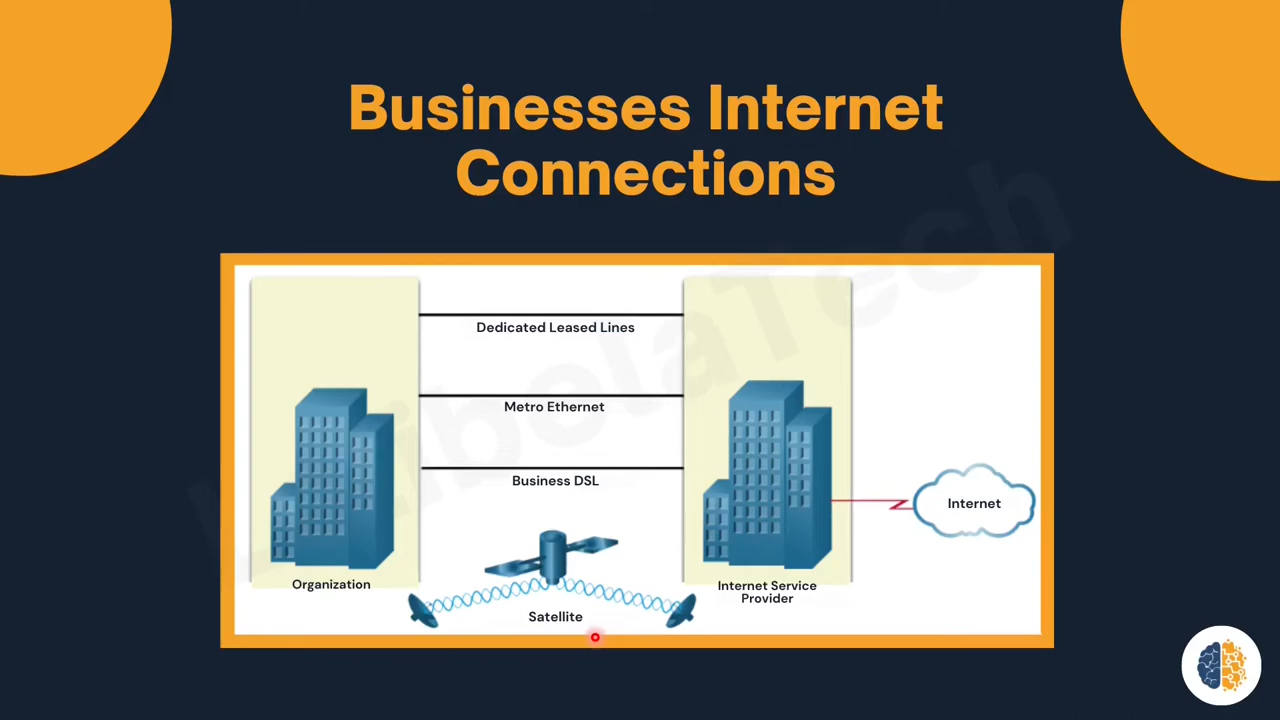 Businesses Internet
Connections
Dedicated Leased Lines
Metro Ethernet
Business DSL
Satellite
Organization
Internet Service
Provider
Internet